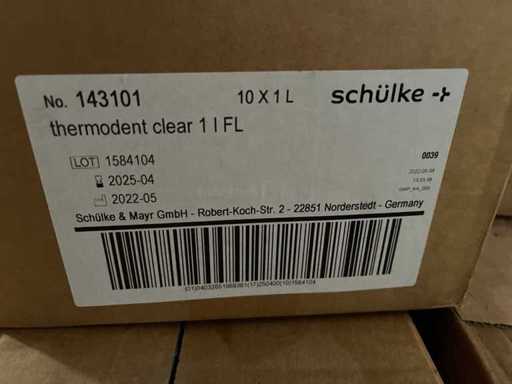 No. 143101 10 X 1 L schülke -+
thermodent clear 1 l FL
LOT 1584104
0039
2025-04
2022-05
Schülke & Mayr GmbH - Robert-Koch-Str. 2 - 22851 Norderstedt - Germany